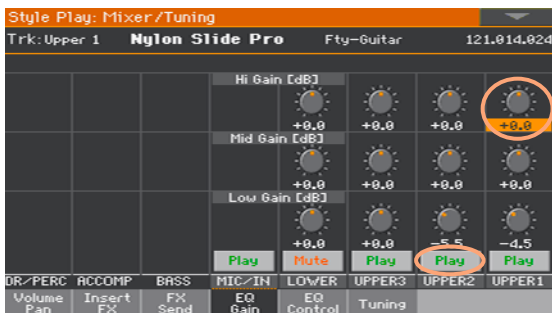 Style Play: Mixer/Tuning
Trk: Upper 1 Nylon Slide Pro Fty-Guitar 121.014.024
Hi Gain [dB]
+0.0 +0.0 +0.0 +0.0
Mid Gain [dB]
+0.0 +0.0 +0.0 +0.0
Low Gain [dB]
+0.0 +0.0 -5.5 -4.5
Play Mute Play Play Play
DR/PERC ACCOMP BASS MIC/IN LOWER UPPER3 UPPER2 UPPER1
Volume Insert FX EQ EQ Tuning
Pan FX Send Gain Control